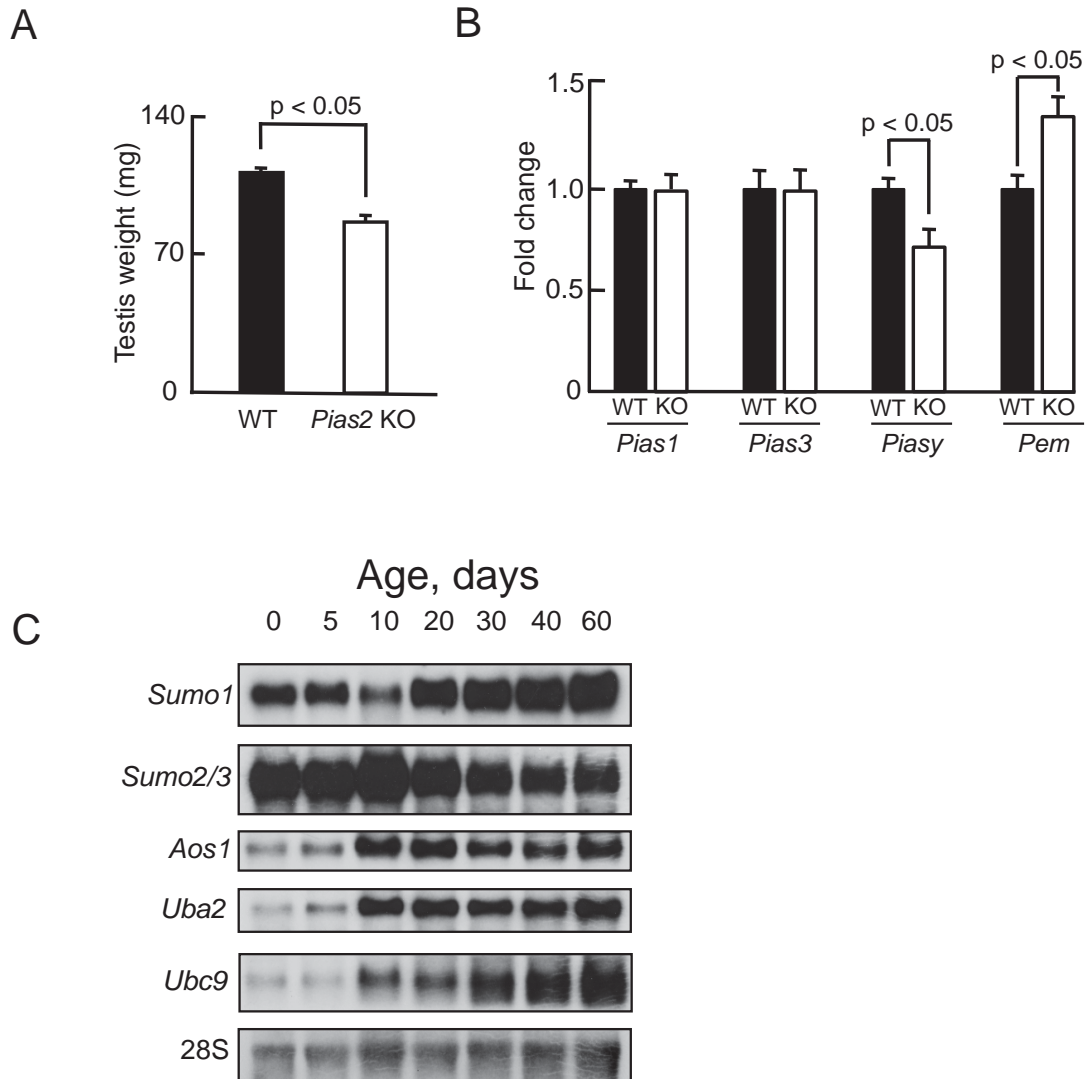 A
140
70
0
Testis weight (mg)
p < 0.05
WT Pias2 KO
B
1.5
1.0
0.5
0
Fold change
p < 0.05
p < 0.05
WT KO WT KO WT KO WT KO
Pias1 Pias3 Piasy Pem
C
Age, days
0 5 10 20 30 40 60
Sumo1
Sumo2/3
Aos1
Uba2
Ubc9
28S